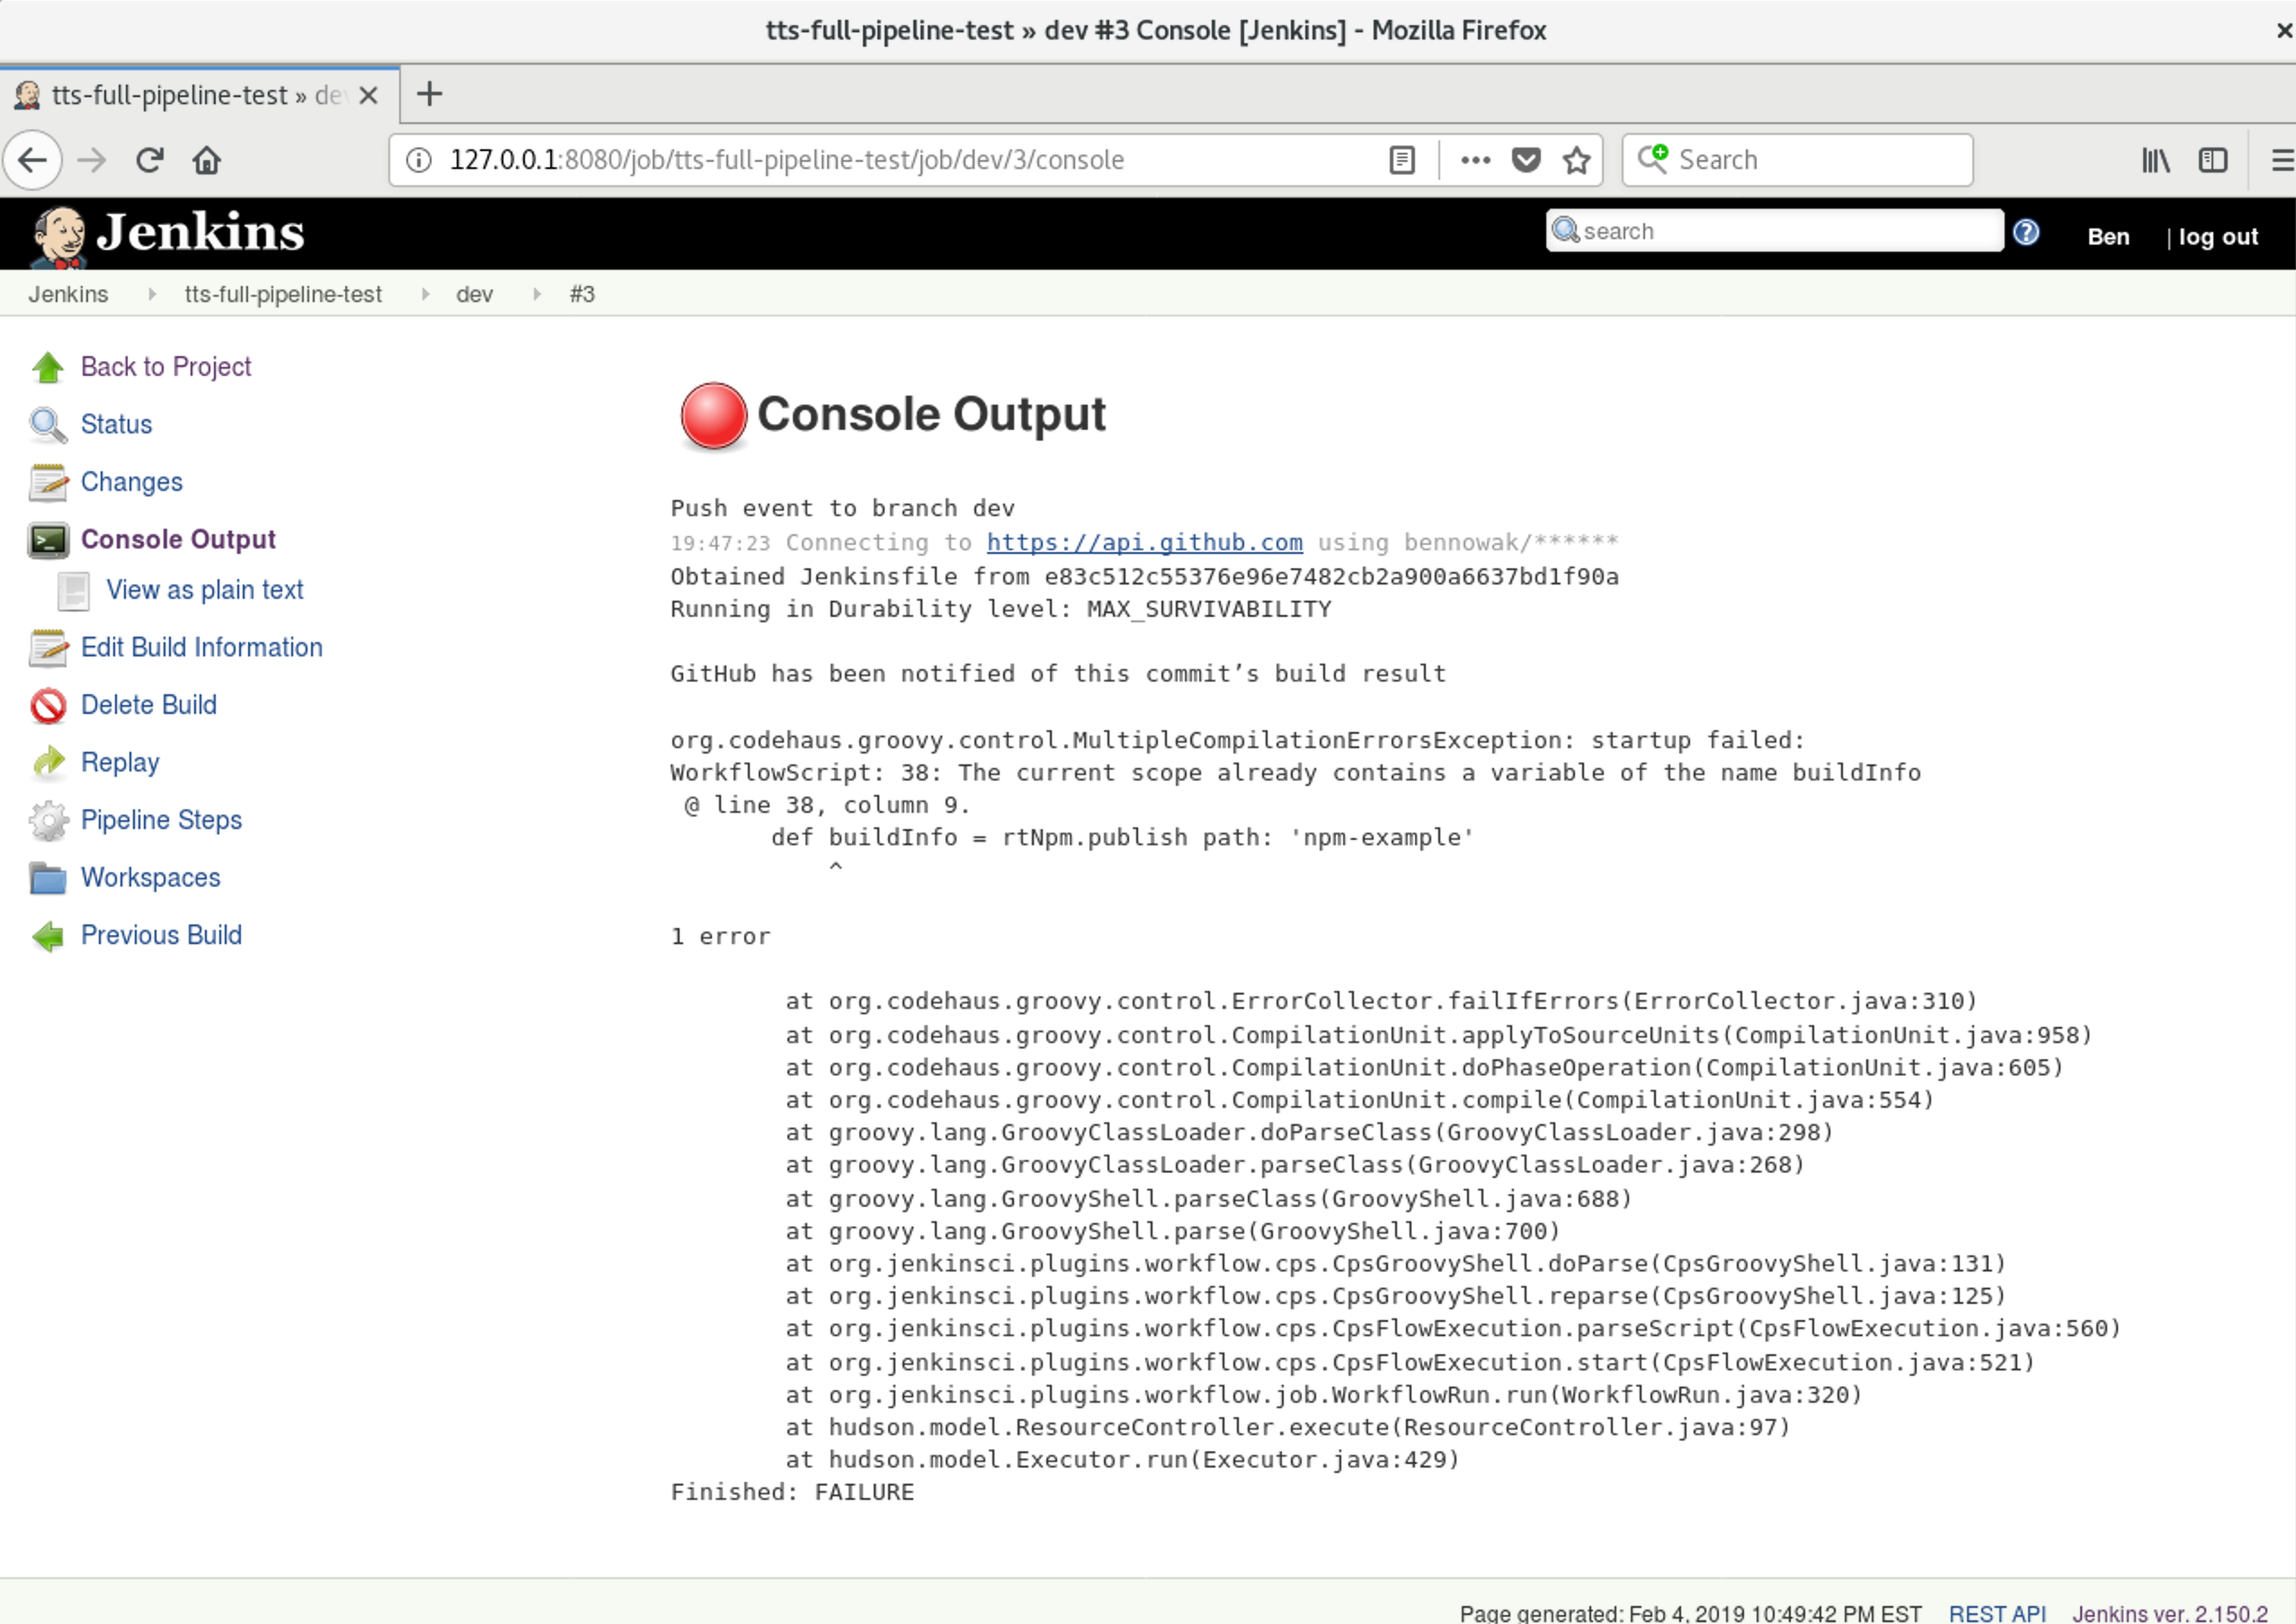 tts-full-pipeline-test » dev #3 Console [Jenkins] - Mozilla Firefox
tts-full-pipeline-test » dev
127.0.0.1:8080/job/tts-full-pipeline-test/job/dev/3/console
Search
Jenkins
search
Ben
| log out
Jenkins
tts-full-pipeline-test
dev
#3
Back to Project
Status
Changes
Console Output
View as plain text
Edit Build Information
Delete Build
Replay
Pipeline Steps
Workspaces
Previous Build
Console Output
Push event to branch dev
19:47:23 Connecting to https://api.github.com using bennowak/******
Obtained Jenkinsfile from e83c512c55376e96e7482cb2a900a6637bd1f90a
Running in Durability level: MAX_SURVIVABILITY
GitHub has been notified of this commit’s build result
org.codehaus.groovy.control.MultipleCompilationErrorsException: startup failed:
WorkflowScript: 38: The current scope already contains a variable of the name buildInfo
@ line 38, column 9.
def buildInfo = rtNpm.publish path: 'npm-example'
^
1 error
at org.codehaus.groovy.control.ErrorCollector.failIfErrors(ErrorCollector.java:310)
at org.codehaus.groovy.control.CompilationUnit.applyToSourceUnits(CompilationUnit.java:958)
at org.codehaus.groovy.control.CompilationUnit.doPhaseOperation(CompilationUnit.java:605)
at org.codehaus.groovy.control.CompilationUnit.compile(CompilationUnit.java:554)
at groovy.lang.GroovyClassLoader.doParseClass(GroovyClassLoader.java:298)
at groovy.lang.GroovyClassLoader.parseClass(GroovyClassLoader.java:268)
at groovy.lang.GroovyShell.parseClass(GroovyShell.java:688)
at groovy.lang.GroovyShell.parse(GroovyShell.java:700)
at org.jenkinsci.plugins.workflow.cps.CpsGroovyShell.doParse(CpsGroovyShell.java:131)
at org.jenkinsci.plugins.workflow.cps.CpsGroovyShell.reparse(CpsGroovyShell.java:125)
at org.jenkinsci.plugins.workflow.cps.CpsFlowExecution.parseScript(CpsFlowExecution.java:560)
at org.jenkinsci.plugins.workflow.cps.CpsFlowExecution.start(CpsFlowExecution.java:521)
at org.jenkinsci.plugins.workflow.job.WorkflowRun.run(WorkflowRun.java:320)
at hudson.model.ResourceController.execute(ResourceController.java:97)
at hudson.model.Executor.run(Executor.java:429)
Finished: FAILURE
Page generated: Feb 4, 2019 10:49:42 PM EST
REST API
Jenkins ver. 2.150.2